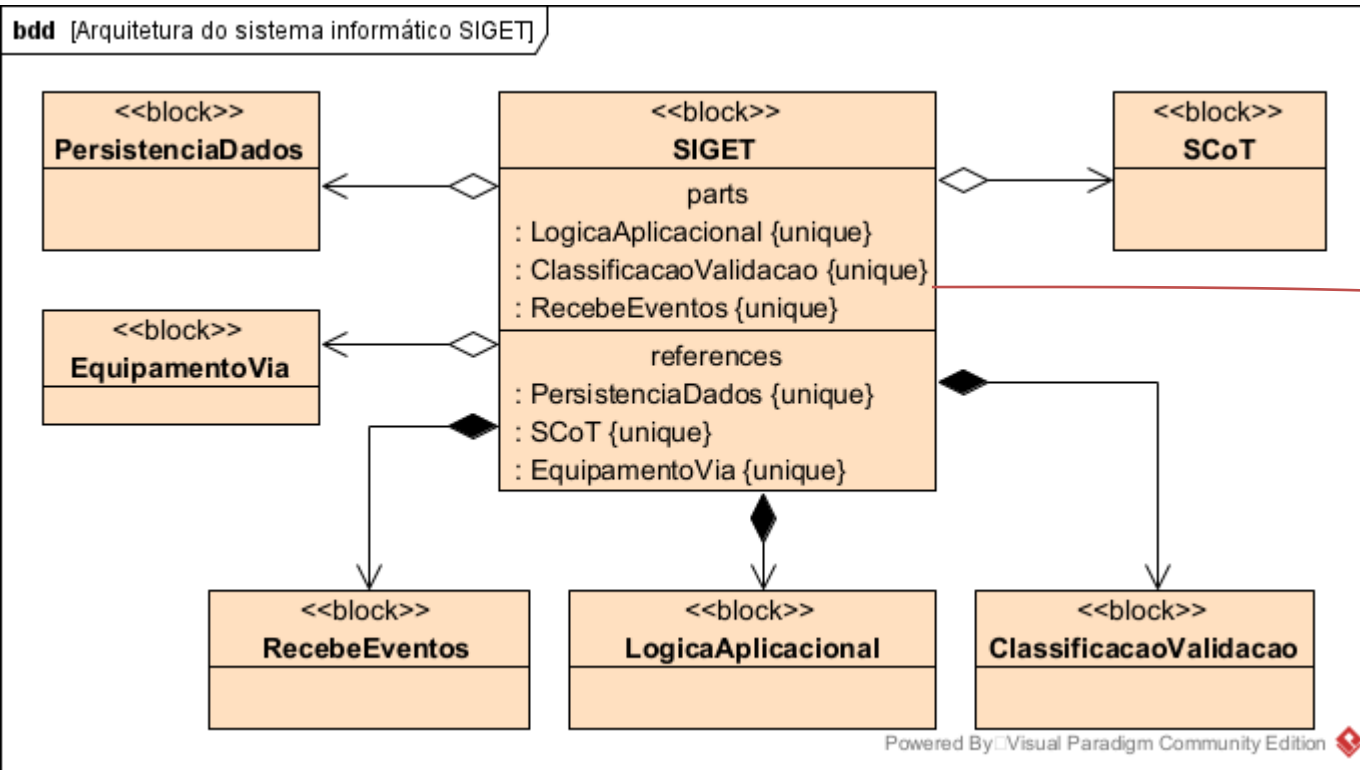 bdd [Arquitetura do sistema informático SIGET]
<<block>>
PersistenciaDados
<<block>>
SIGET
parts
: LogicaAplicacional {unique}
: ClassificacaoValidacao {unique}
: RecebeEventos {unique}
references
: PersistenciaDados {unique}
: SCoT {unique}
: EquipamentoVia {unique}
<<block>>
SCoT
<<block>>
EquipamentoVia
<<block>>
RecebeEventos
<<block>>
LogicaAplicacional
<<block>>
ClassificacaoValidacao
Powered By Visual Paradigm Community Edition